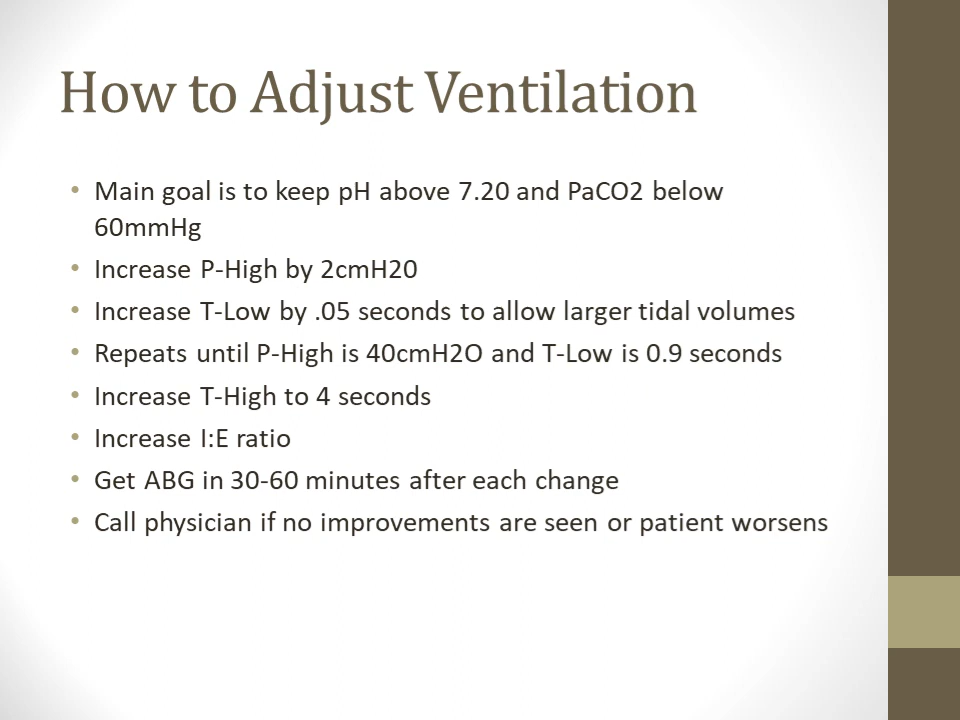 How to Adjust Ventilation
• Main goal is to keep pH above 7.20 and PaCO2 below
60mmHg
• Increase P-High by 2cmH20
• Increase T-Low by .05 seconds to allow larger tidal volumes
• Repeats until P-High is 40cmH2O and T-Low is 0.9 seconds
• Increase T-High to 4 seconds
• Increase I:E ratio
• Get ABG in 30-60 minutes after each change
• Call physician if no improvements are seen or patient worsens